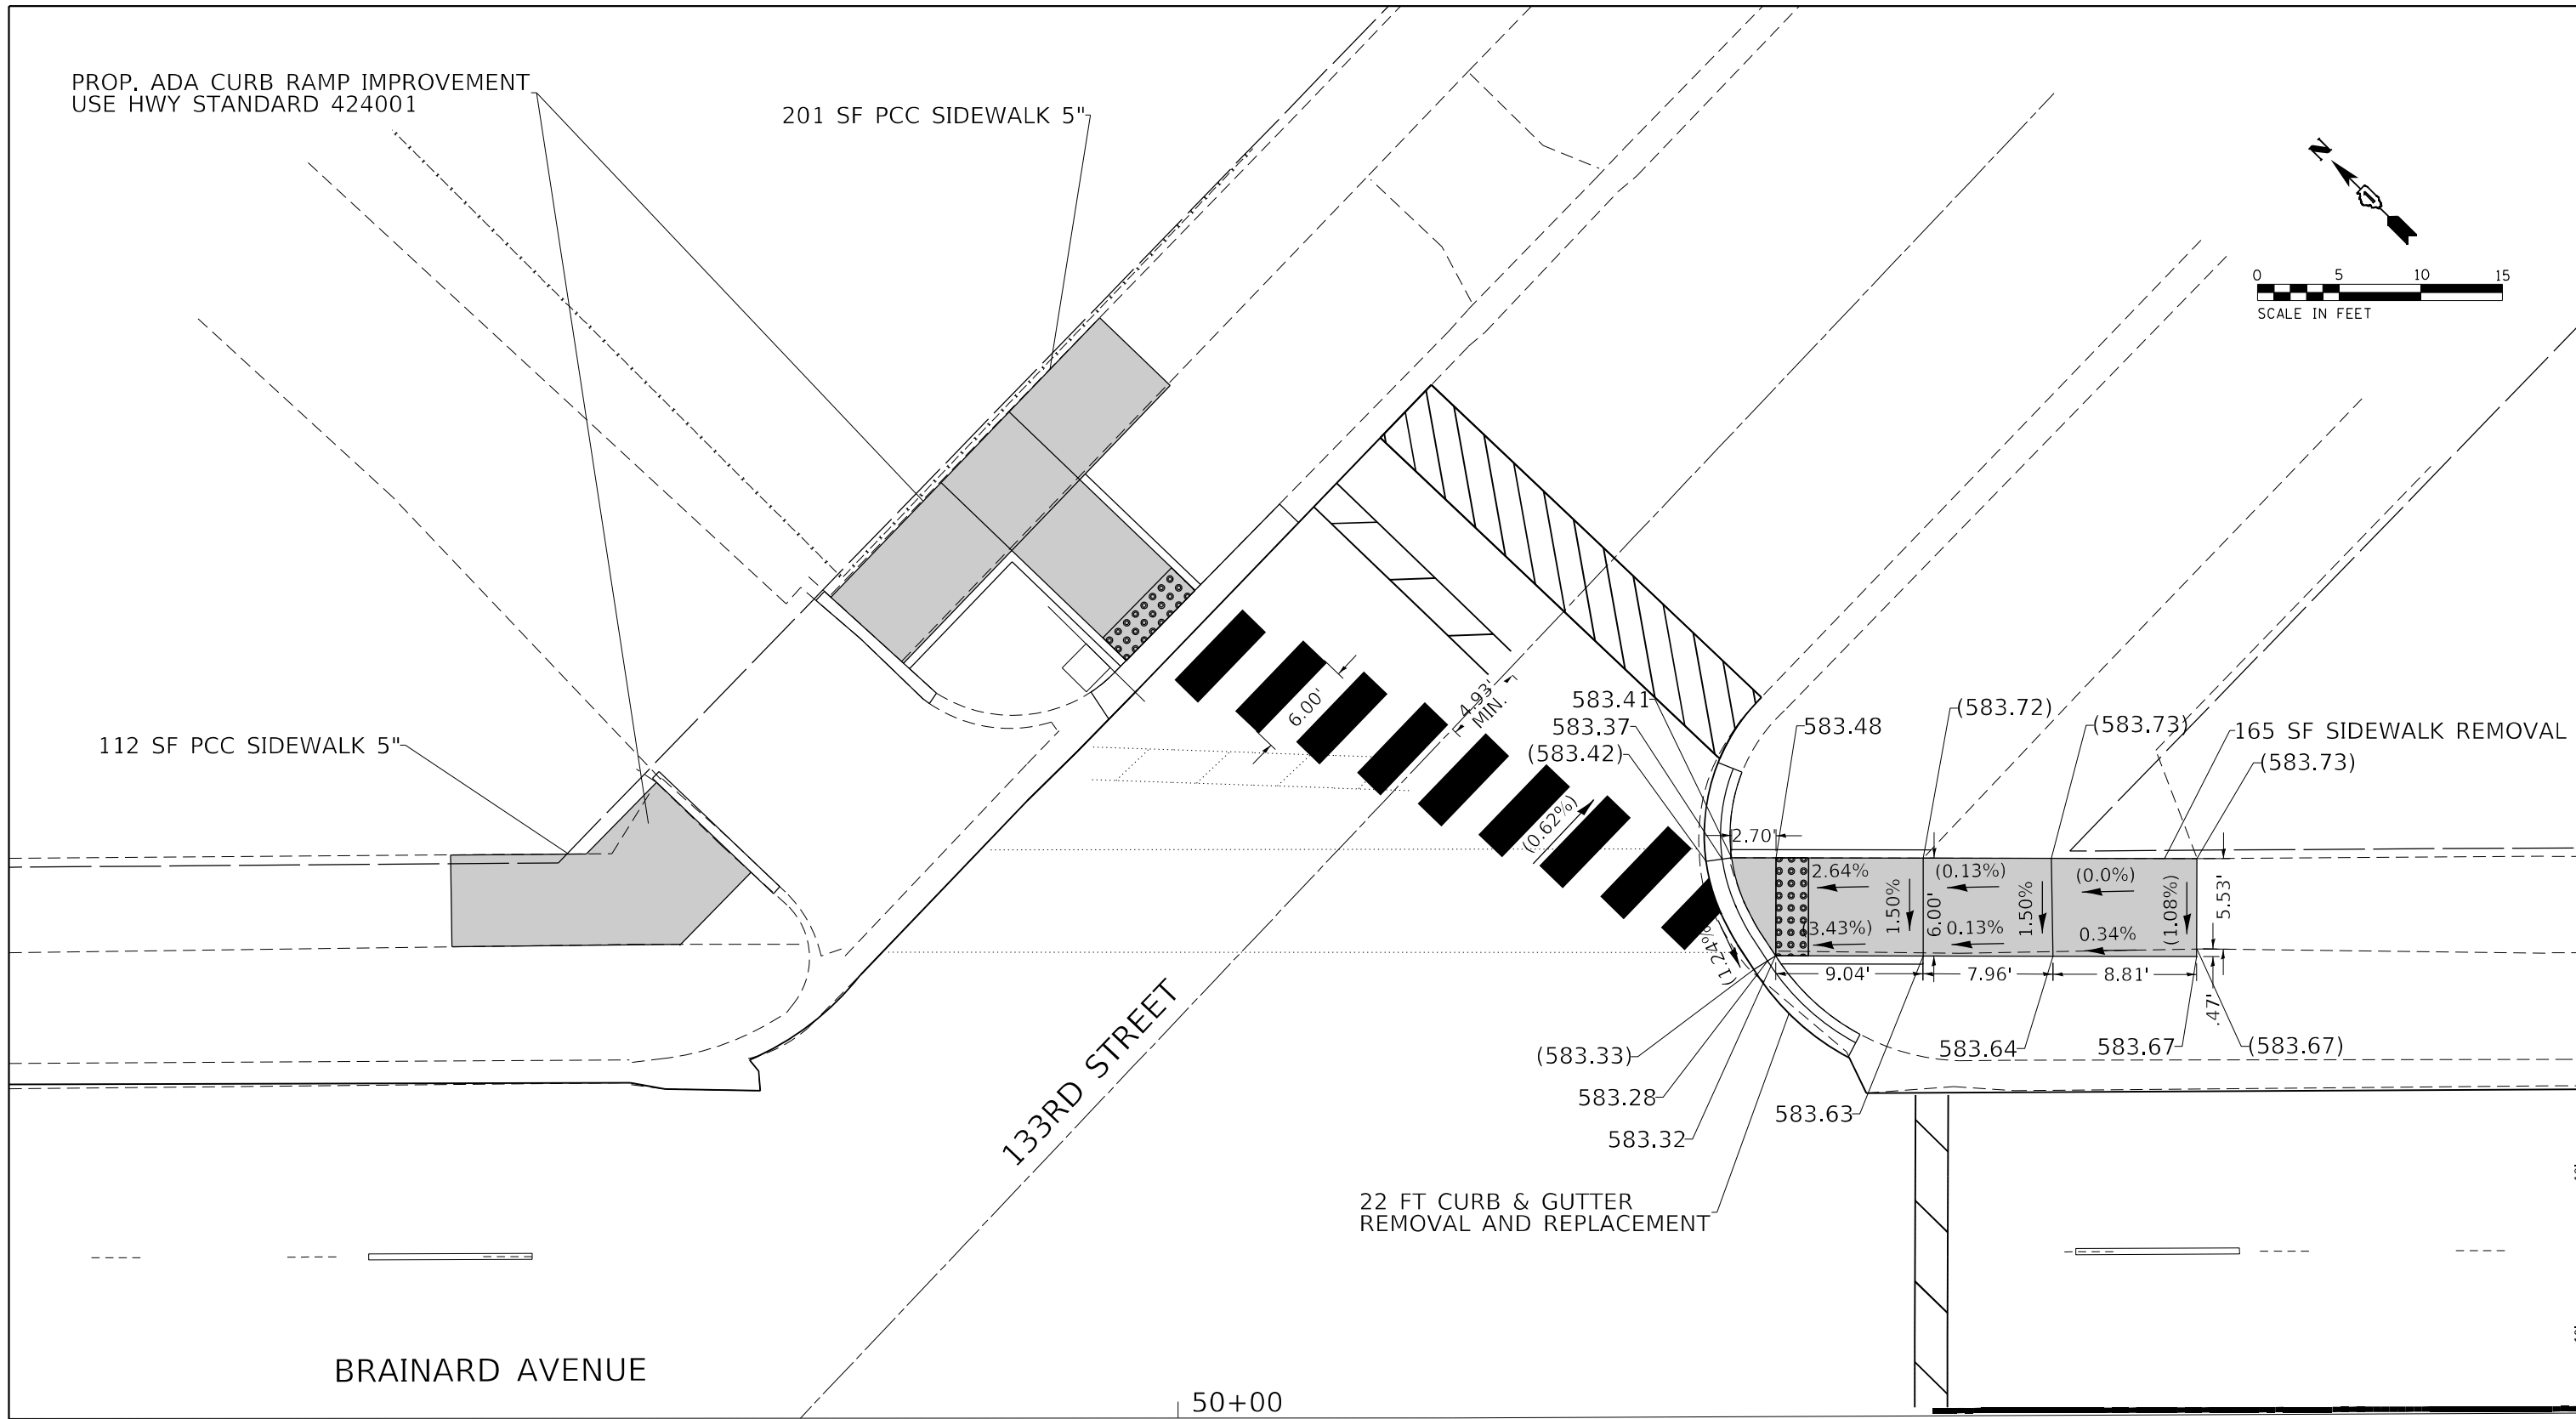 PROP. ADA CURB RAMP IMPROVEMENT
USE HWY STANDARD 424001
201 SF PCC SIDEWALK 5"
N
1
0 5 10 15
SCALE IN FEET
112 SF PCC SIDEWALK 5"
6.00'
4.93'
MIN.
(0.62%)
583.41
583.37
(583.42)
583.48
(583.72)
(583.73)
165 SF SIDEWALK REMOVAL
(583.73)
2.70'
2.64%
(0.13%)
(0.0%)
1.50%
6.00'
1.50%
(1.08%)
5.53'
(3.43%)
0.13%
0.34%
(1.24%)
9.04'
7.96'
8.81'
.47'
(583.33)
583.28
583.32
583.63
583.64
583.67
(583.67)
133RD STREET
22 FT CURB & GUTTER
REMOVAL AND REPLACEMENT
BRAINARD AVENUE
50+00